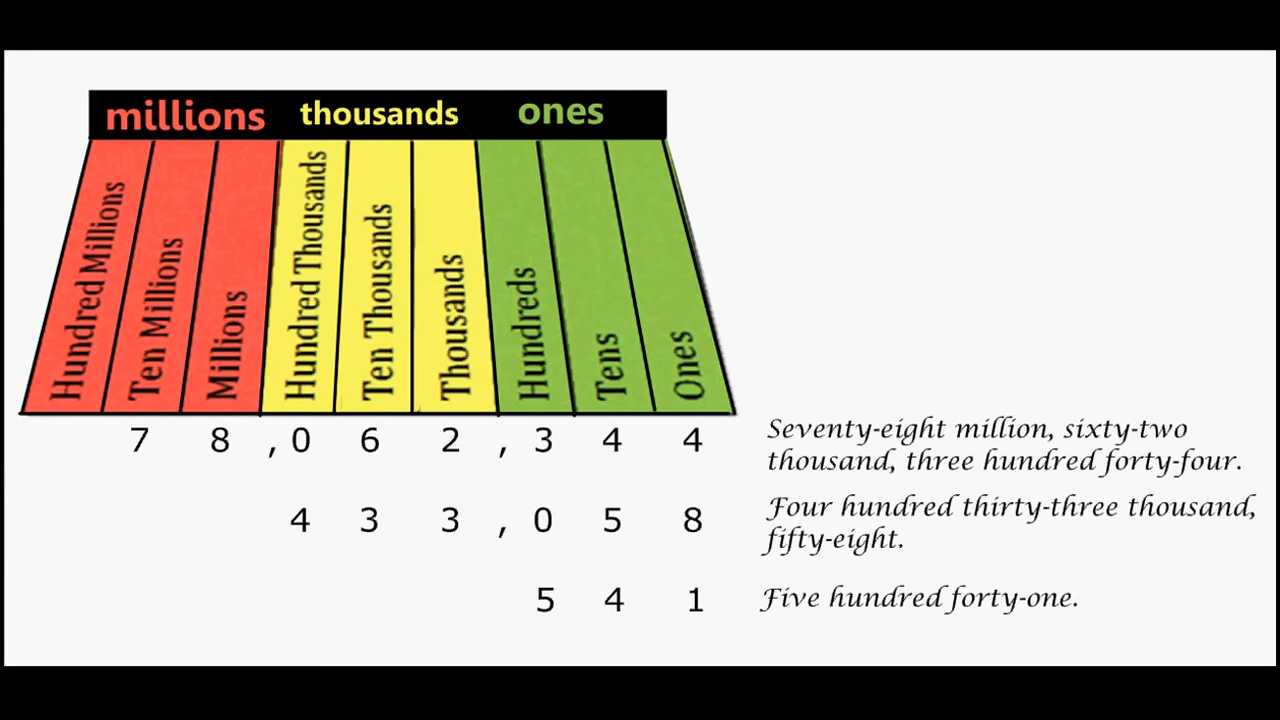 millions thousands ones
Hundred Millions
Ten Millions
Millions
Hundred Thousands
Ten Thousands
Thousands
Hundreds
Tens
Ones
7 8 , 0 6 2 , 3 4 4
Seventy-eight million, sixty-two
thousand, three hundred forty-four.
4 3 3 , 0 5 8
Four hundred thirty-three thousand,
fifty-eight.
5 4 1
Five hundred forty-one.